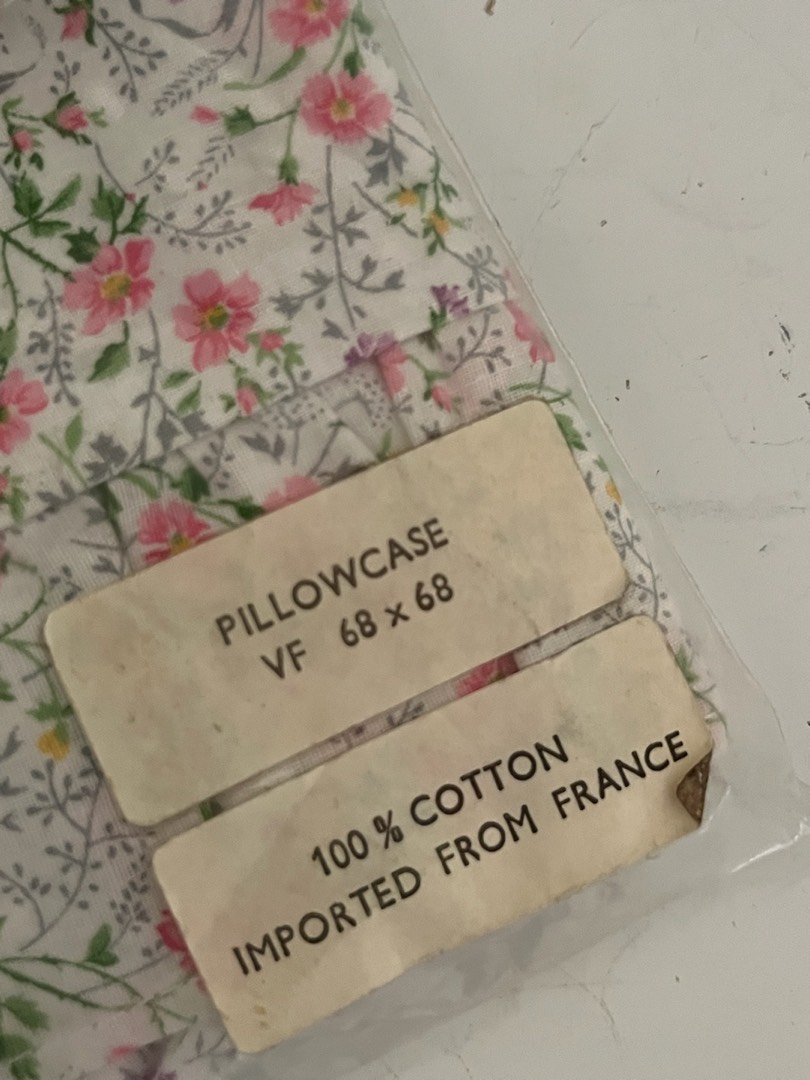 PILLOWCASE
VF 68 x 68
100 % COTTON
IMPORTED FROM FRANCE